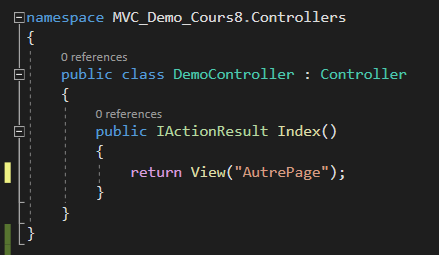 namespace MVC_Demo_Cours8.Controllers
{
0 references
public class DemoController : Controller
{
0 references
public IActionResult Index()
{
return View("AutrePage");
}
}
}